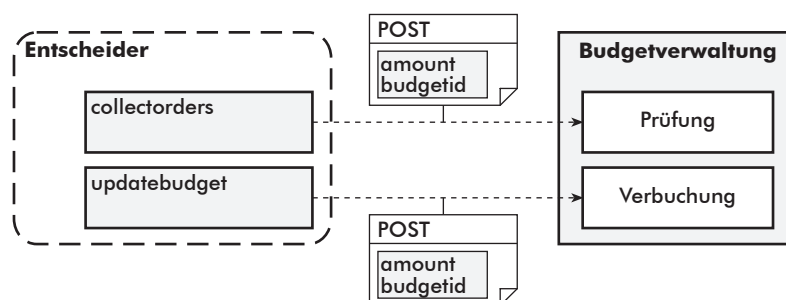 POST
Entscheider
Budgetverwaltung
amount
budgetid
collectorders
Prüfung
updatebudget
Verbuchung
POST
amount
budgetid